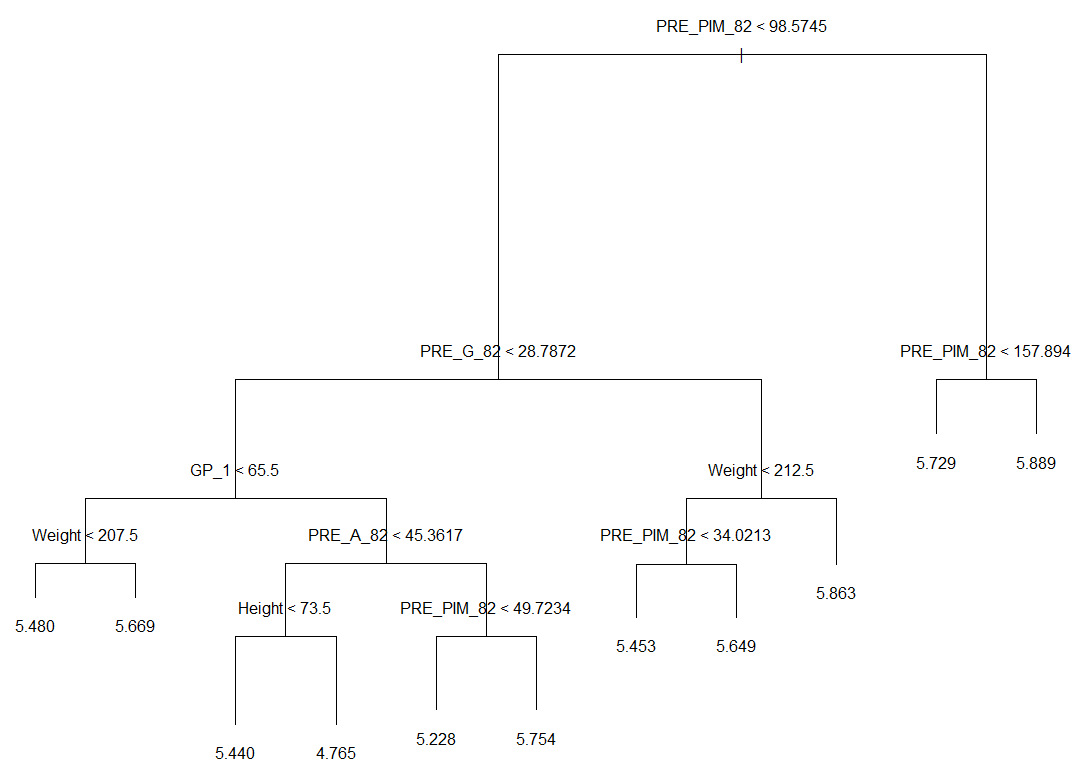 PRE_PIM_82 < 98.5745
PRE_G_82 < 28.7872
PRE_PIM_82 < 157.894
5.729
5.889
GP_1 < 65.5
Weight < 212.5
Weight < 207.5
PRE_A_82 < 45.3617
PRE_PIM_82 < 34.0213
5.863
Height < 73.5
PRE_PIM_82 < 49.7234
5.480
5.669
5.453
5.649
5.440
4.765
5.228
5.754